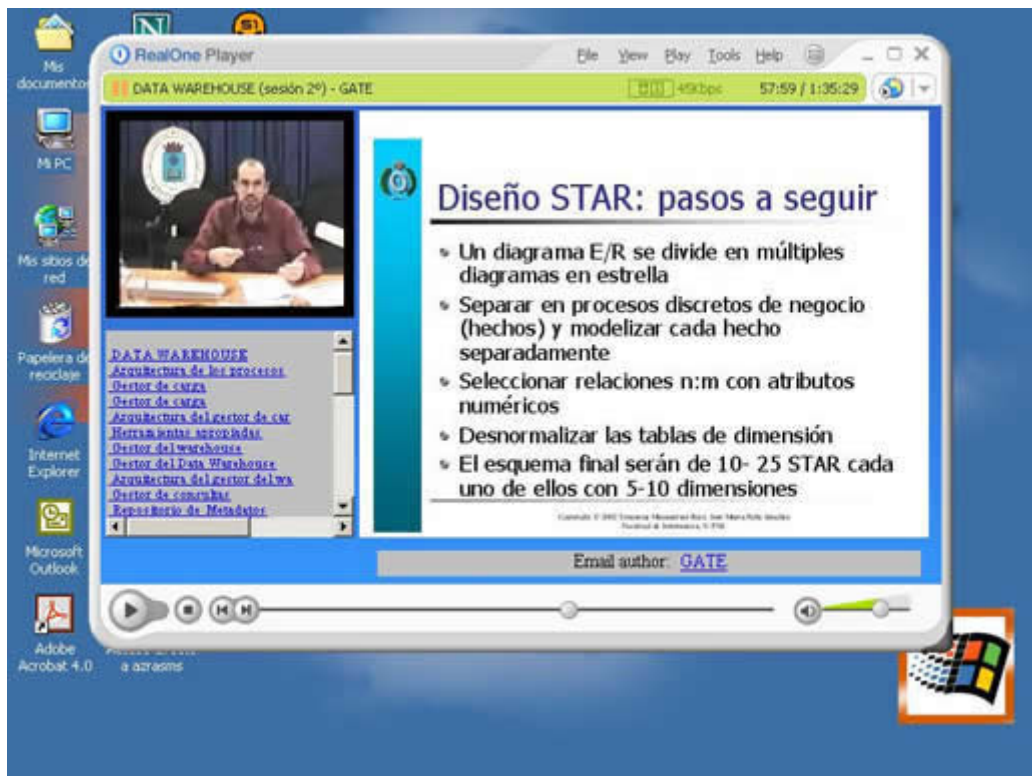 Mis
documentos
Mi PC
Mis sitios de
red
Papelera de
reciclaje
Internet
Explorer
Microsoft
Outlook
Adobe
Acrobat 4.0
a azrasms
RealOne Player
File View Play Tools Help
DATA WAREHOUSE (sesión 2º) - GATE
57:59 / 1:35:29
DATA WAREHOUSE
Arquitectura de los procesos
Gestor de carga
Gestor de carga
Arquitectura del gestor de car
Herramientas apropiadas
Gestor del warehouse
Gestor del Data Warehouse
Arquitectura del gestor del wa
Gestor de consultas
Repositorio de Metadatos
Diseño STAR: pasos a seguir
Un diagrama E/R se divide en múltiples
diagramas en estrella
Separar en procesos discretos de negocio
(hechos) y modelizar cada hecho
separadamente
Seleccionar relaciones n:m con atributos
numéricos
Desnormalizar las tablas de dimensión
El esquema final serán de 10- 25 STAR cada
uno de ellos con 5-10 dimensiones
Email author: GATE